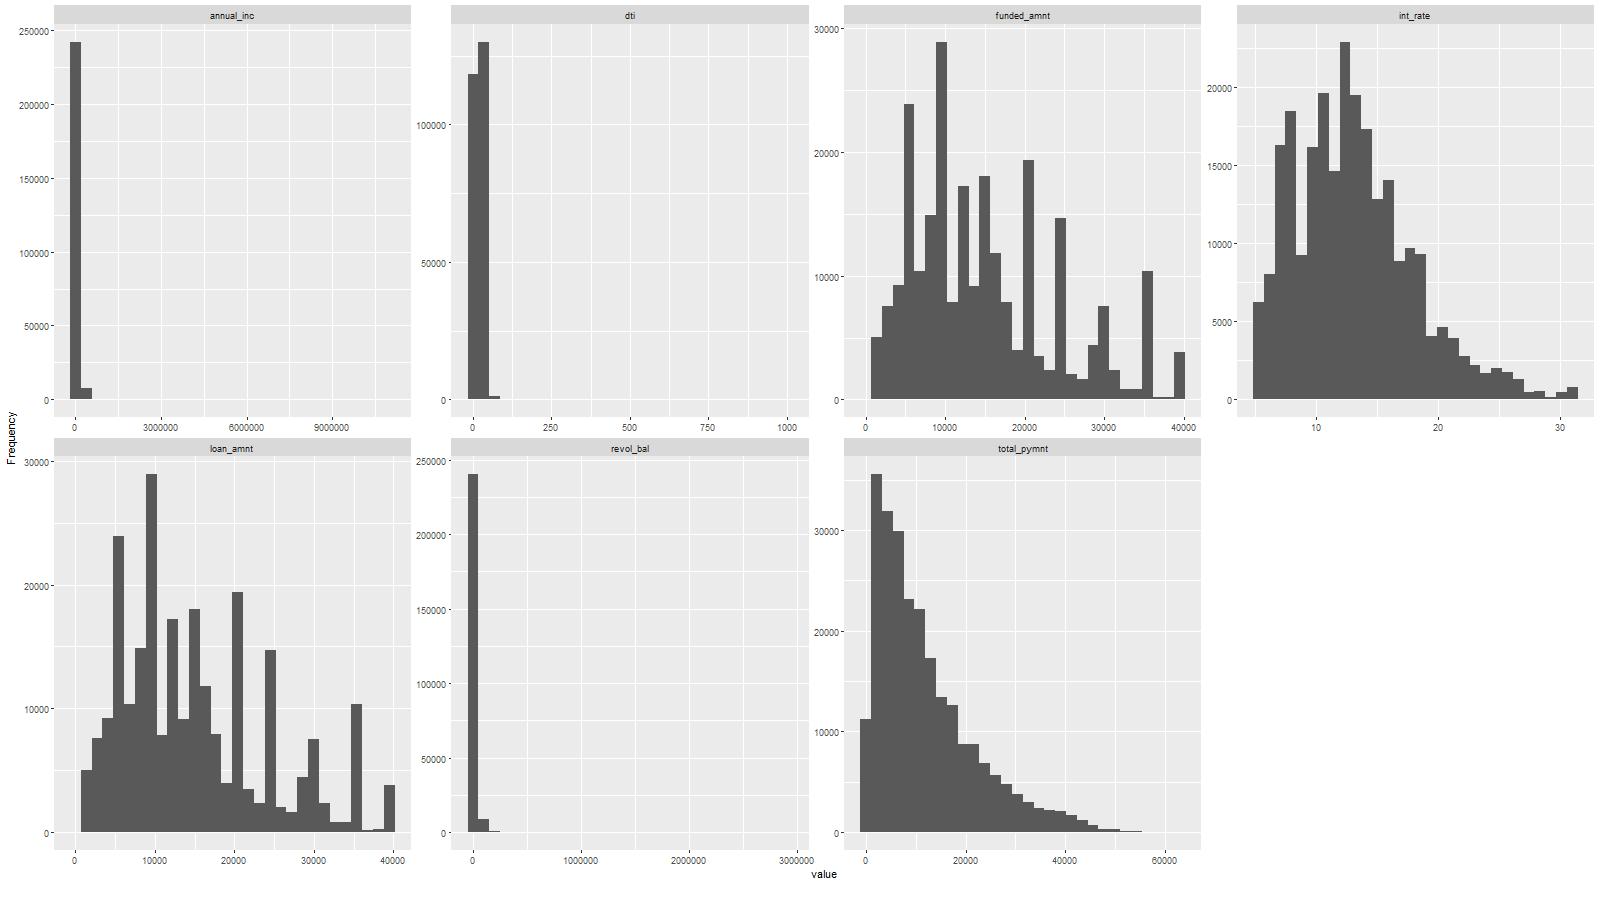 annual_inc dti funded_amnt int_rate
250000
200000
150000
100000
50000
0
0 3000000 6000000 9000000
100000
50000
0
0 250 500 750 1000
30000
20000
10000
0
0 10000 20000 30000 40000
20000
15000
10000
5000
0
10 20 30
Frequency
loan_amnt revol_bal total_pymnt
30000
20000
10000
0
0 10000 20000 30000 40000
250000
200000
150000
100000
50000
0
0 1000000 2000000 3000000
30000
20000
10000
0
0 20000 40000 60000
value